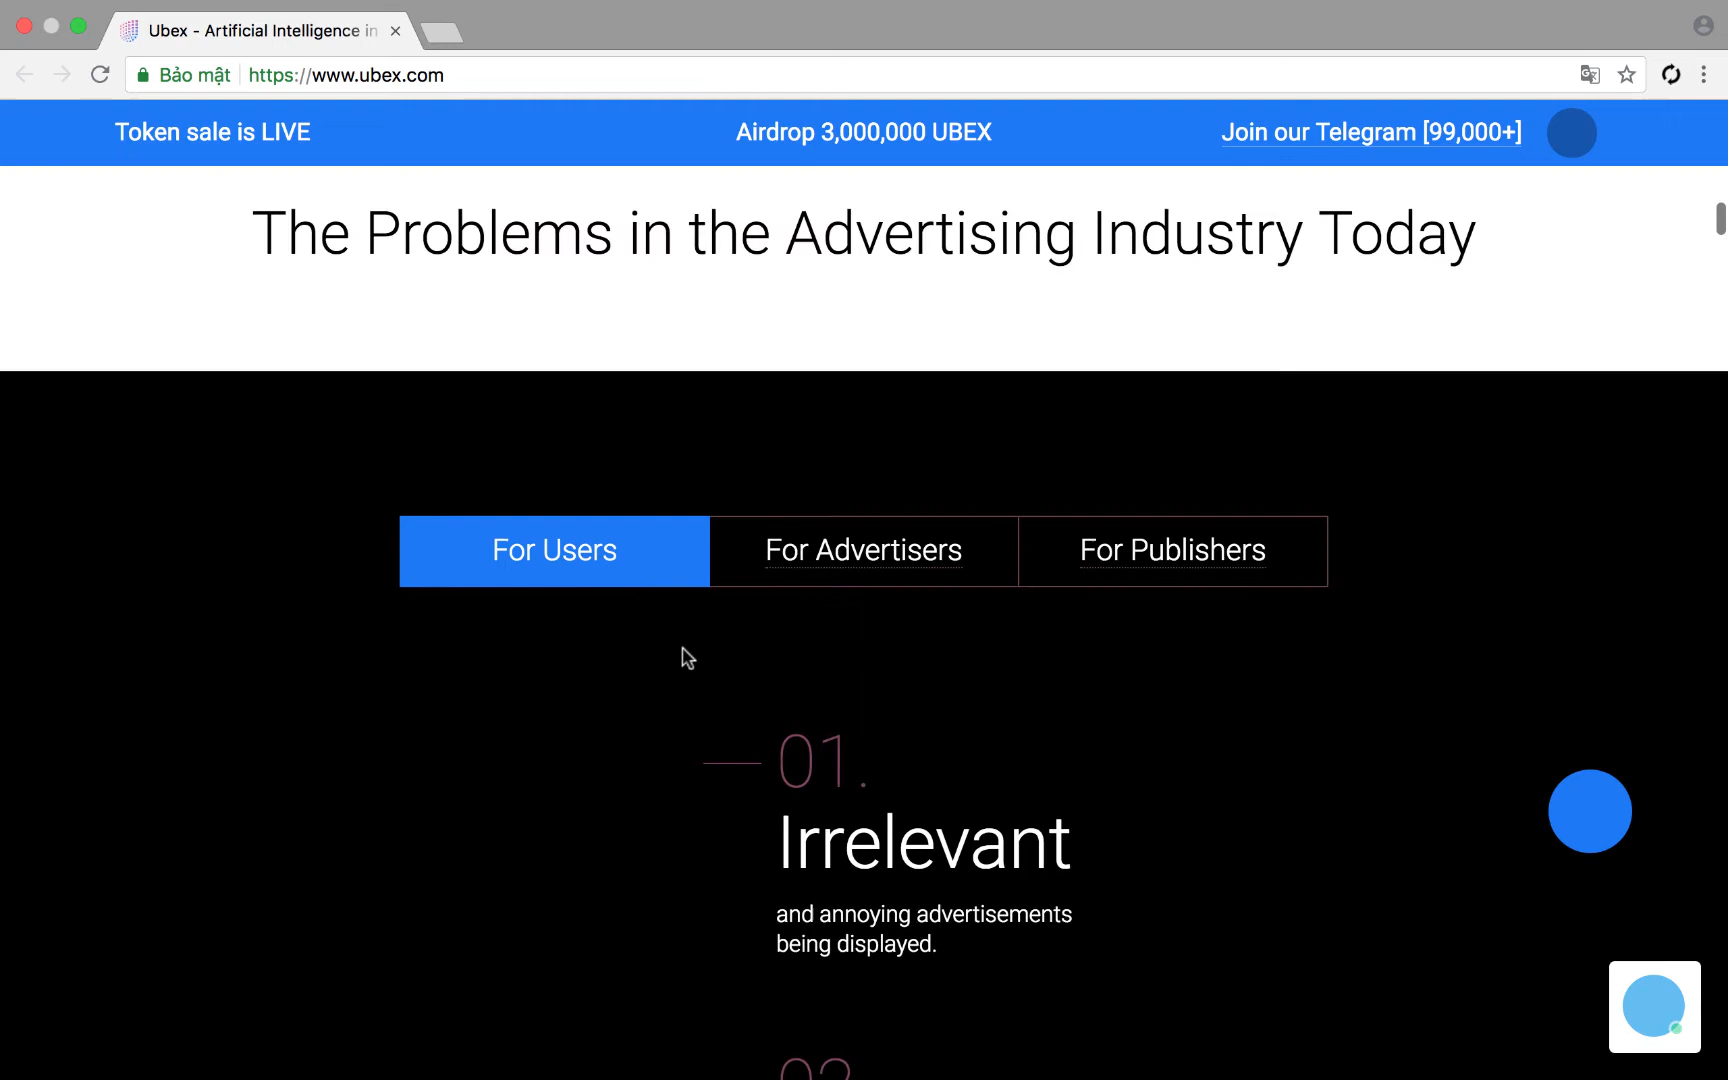 Ubex - Artificial Intelligence in
Bảo mật https://www.ubex.com
Token sale is LIVE
Airdrop 3,000,000 UBEX
Join our Telegram [99,000+]
The Problems in the Advertising Industry Today
For Users
For Advertisers
For Publishers
01.
Irrelevant
and annoying advertisements
being displayed.
02